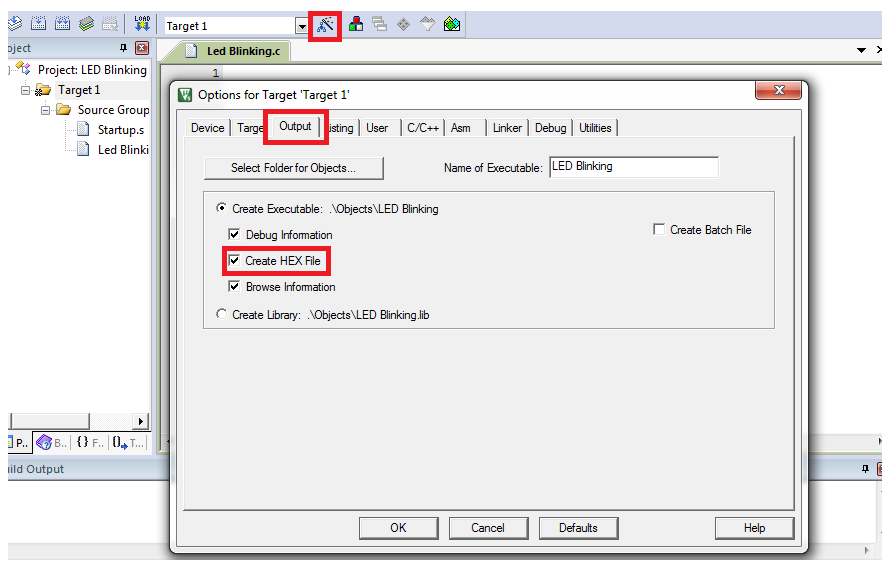 LOAD
Target 1
oject
Led Blinking.c
Project: LED Blinking
Target 1
Source Group
Startup.s
Led Blinki
1
Options for Target 'Target 1'
Device Targe Output isting User C/C++ Asm Linker Debug Utilities
Select Folder for Objects...
Name of Executable: LED Blinking
Create Executable: .\Objects\LED Blinking
Debug Information
Create Batch File
Create HEX File
Browse Information
Create Library: .\Objects\LED Blinking.lib
P.. B.. {} F.. T...
ild Output
OK Cancel Defaults Help